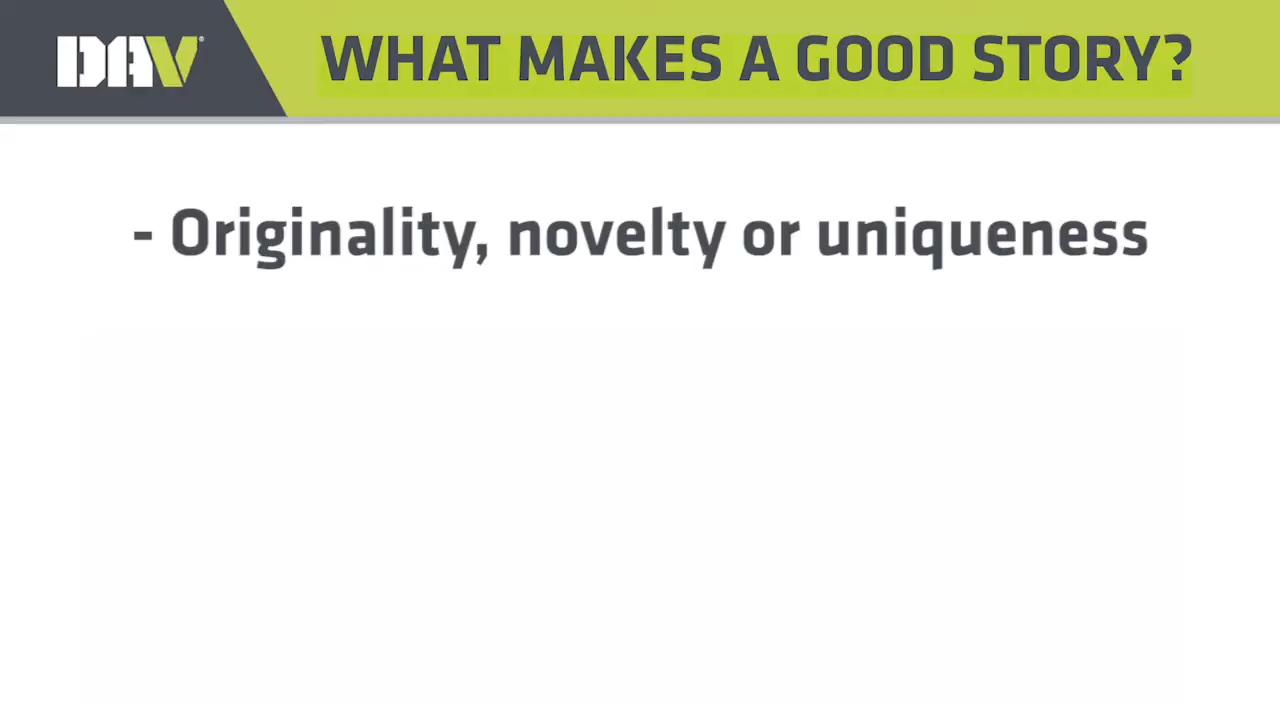 DAV®
WHAT MAKES A GOOD STORY?
- Originality, novelty or uniqueness